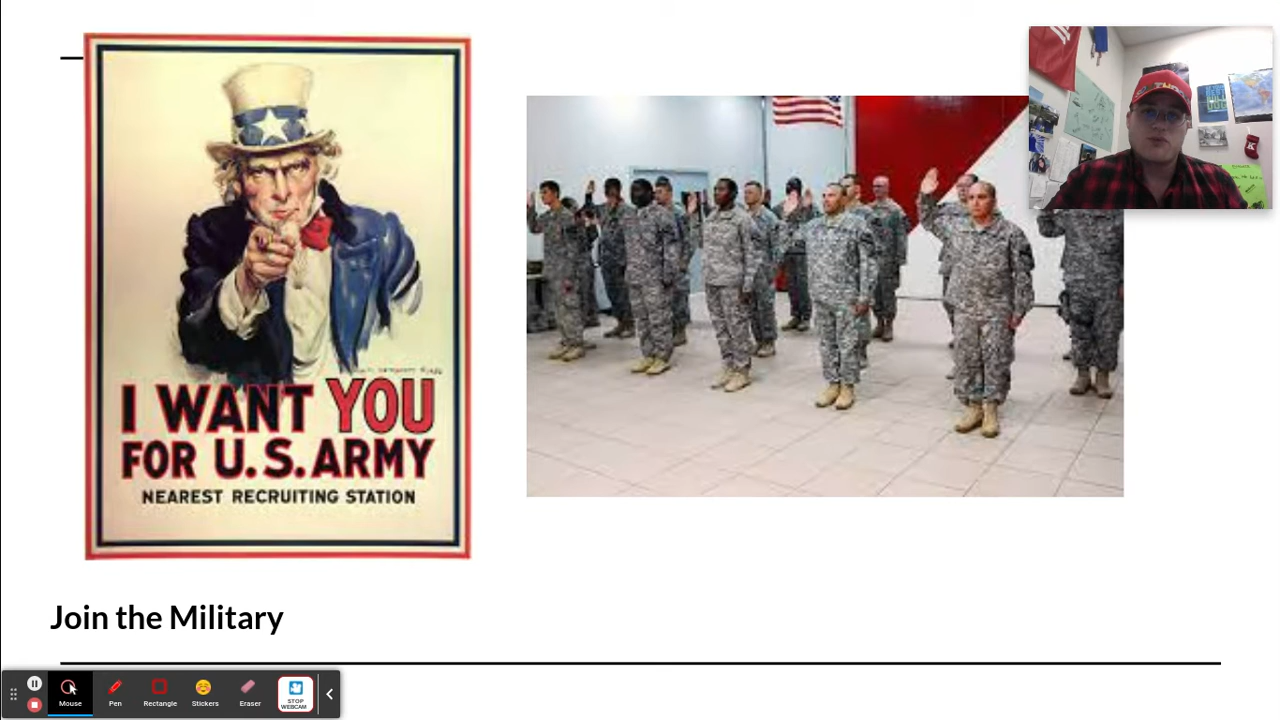 I WANT YOU
FOR U.S. ARMY
NEAREST RECRUITING STATION
Join the Military
Mouse
Pen
Rectangle
Stickers
Eraser
STOP
WEBCAM
K